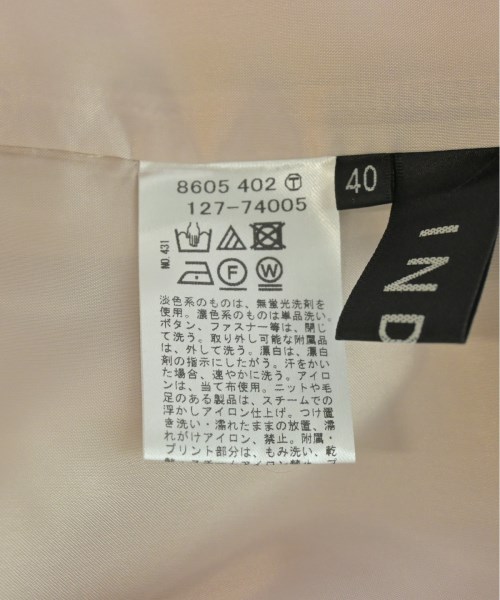 8605 402 Ⓣ
127-74005
40
IND
NO.431
F W
淡色系のものは、無蛍光洗剤を
使用。濃色系のものは単品洗い。
ボタン、ファスナー等は、閉じ
て洗う。取り外し可能な附属品
は、外して洗う。漂白は、漂白
剤の指示にしたがう。汗をかい
た場合、速やかに洗う。アイロ
ンは、当て布使用。ニットや毛
足のある製品は、スチームでの
浮かしアイロン仕上げ。つけ置
き洗い・濡れたままの放置、濡
れがけアイロン、禁止。附属・
プリント部分は、もみ洗い、乾